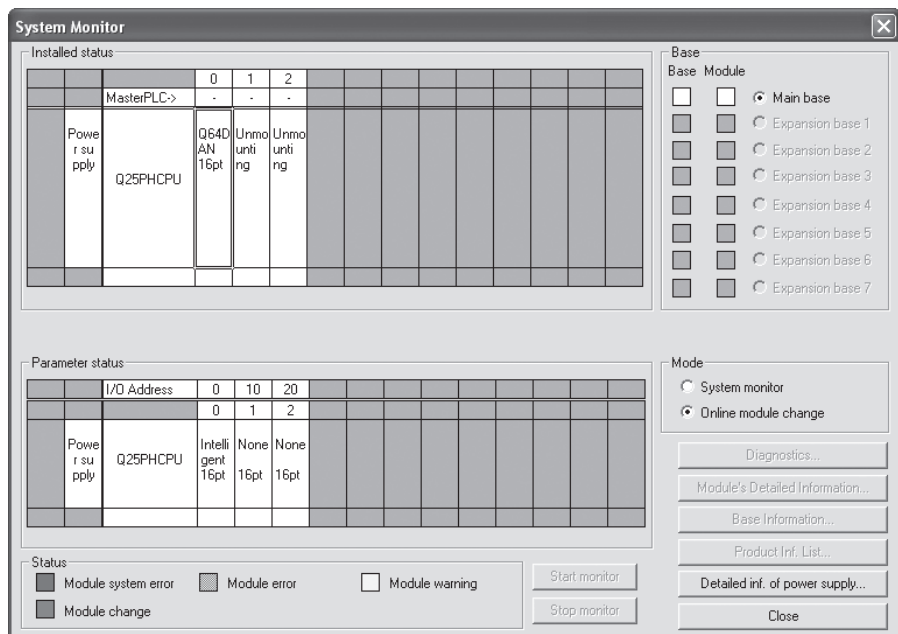 System Monitor
Installed status
0 1 2
MasterPLC-> - - -
Powe
r su
pply
Q25PHCPU
Q64D
AN
16pt
Unmo
unti
ng
Unmo
unti
ng
Base
Base Module
Main base
Expansion base 1
Expansion base 2
Expansion base 3
Expansion base 4
Expansion base 5
Expansion base 6
Expansion base 7
Parameter status
I/O Address 0 10 20
0 1 2
Powe
r su
pply
Q25PHCPU
Intelli
gent
16pt
None
16pt
None
16pt
Mode
System monitor
Online module change
Diagnostics...
Module's Detailed Information...
Base Information...
Product Inf. List...
Detailed inf. of power supply...
Close
Status
Module system error
Module error
Module warning
Module change
Start monitor
Stop monitor